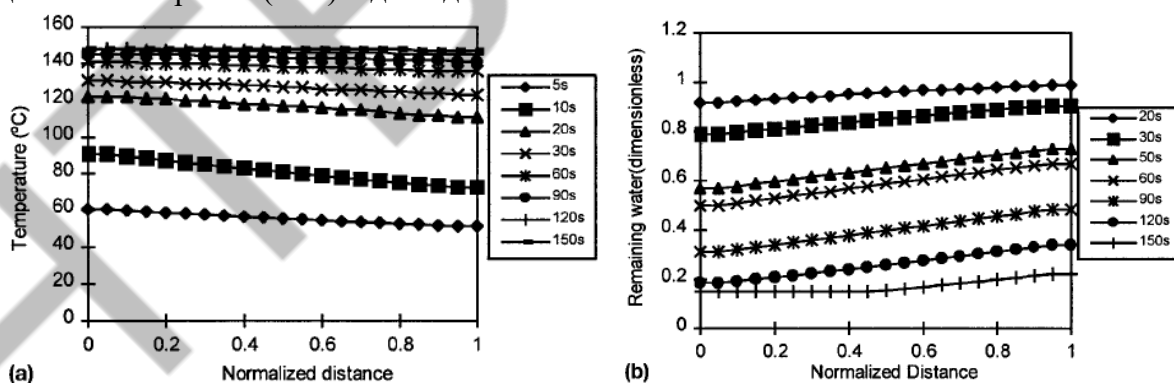 160
140
120
100
80
60
40
20
0
Temperature (ºC)
0 0.2 0.4 0.6 0.8 1
Normalized distance
(a)
5s
10s
20s
30s
60s
90s
120s
150s
1.2
1
0.8
0.6
0.4
0.2
0
Remaining water(dimensionless)
0 0.2 0.4 0.6 0.8 1
Normalized Distance
(b)
20s
30s
50s
60s
90s
120s
150s